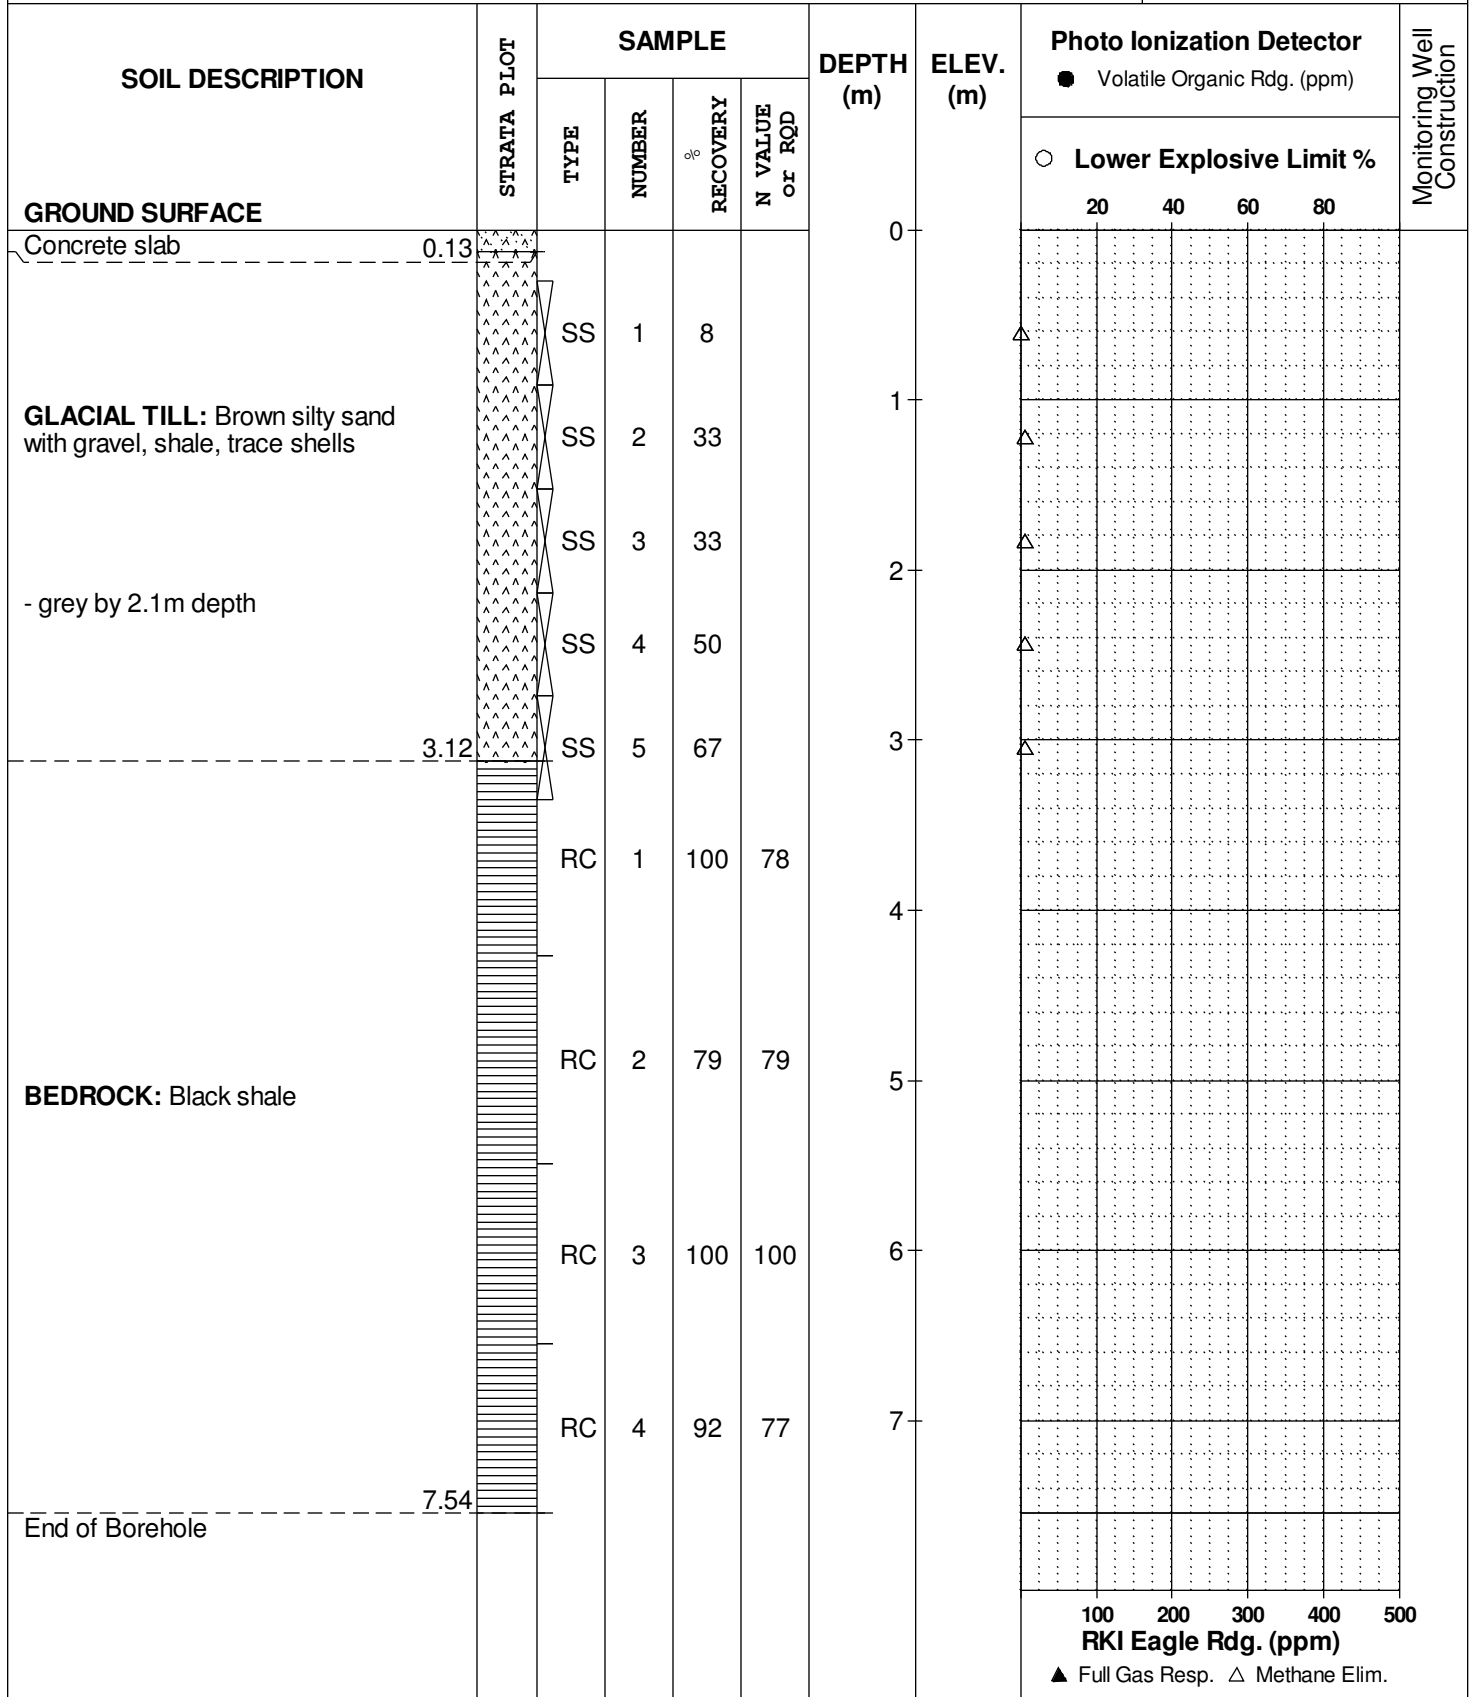 SOIL DESCRIPTION
GROUND SURFACE
STRATA PLOT
SAMPLE
TYPE
NUMBER
% RECOVERY
N VALUE or RQD
DEPTH (m)
ELEV. (m)
Photo Ionization Detector
● Volatile Organic Rdg. (ppm)
○ Lower Explosive Limit %
20 40 60 80
Monitoring Well Construction
0
Concrete slab 0.13
SS 1 8
1
GLACIAL TILL: Brown silty sand
with gravel, shale, trace shells
SS 2 33
SS 3 33
2
- grey by 2.1m depth
SS 4 50
3.12
SS 5 67
3
RC 1 100 78
4
RC 2 79 79
5
BEDROCK: Black shale
RC 3 100 100
6
RC 4 92 77
7
7.54
End of Borehole
100 200 300 400 500
RKI Eagle Rdg. (ppm)
▲ Full Gas Resp. △ Methane Elim.